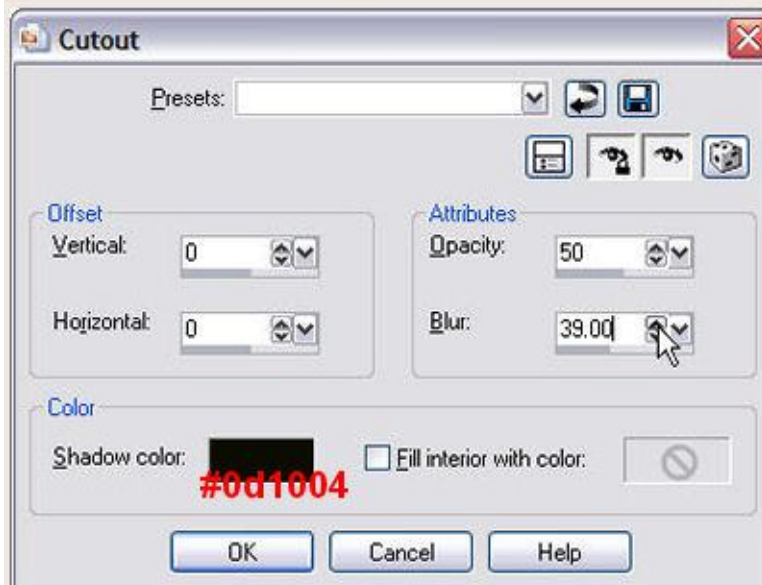 Cutout
Presets:
Offset
Attributes
Vertical: 0
Opacity: 50
Horizontal: 0
Blur: 39.00
Color
Shadow color:
Fill interior with color:
#0d1004
OK Cancel Help